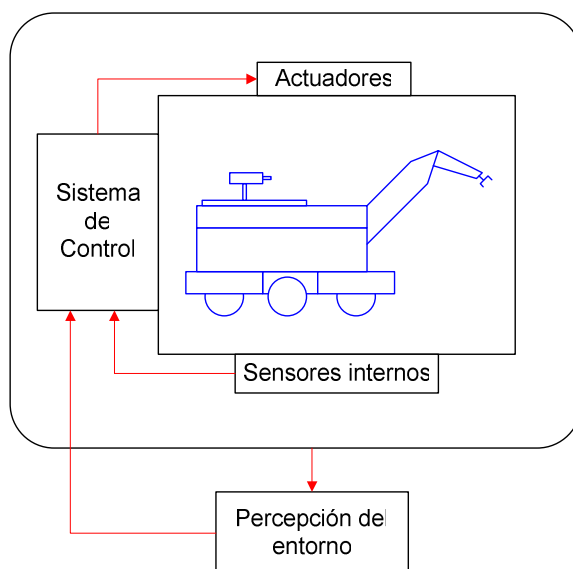 Actuadores
Sistema
de
Control
Sensores internos
Percepción del
entorno